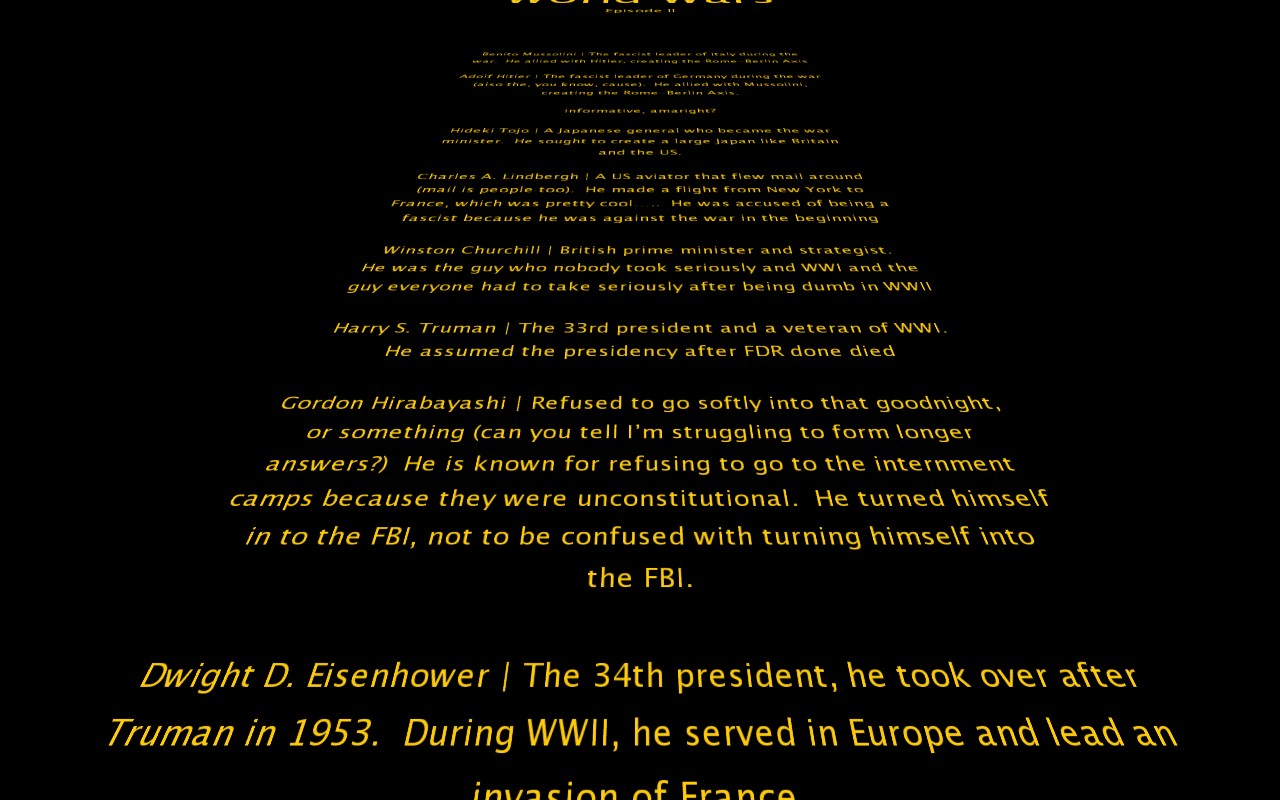 World Wars
Episode II
Benito Mussolini | The fascist leader of Italy during the
war.  He allied with Hitler, creating the Rome-Berlin Axis
Adolf Hitler | The fascist leader of Germany during the war
(also the, you know, cause).  He allied with Mussolini,
creating the Rome-Berlin Axis.
informative, amaright?
Hideki Tojo | A Japanese general who became the war
minister.  He sought to create a large Japan like Britain
and the US.
Charles A. Lindbergh | A US aviator that flew mail around
(mail is people too).  He made a flight from New York to
France, which was pretty cool.....  He was accused of being a
fascist because he was against the war in the beginning
Winston Churchill | British prime minister and strategist.
He was the guy who nobody took seriously and WWI and the
guy everyone had to take seriously after being dumb in WWII
Harry S. Truman | The 33rd president and a veteran of WWI.
He assumed the presidency after FDR done died
Gordon Hirabayashi | Refused to go softly into that goodnight,
or something (can you tell I'm struggling to form longer
answers?)  He is known for refusing to go to the internment
camps because they were unconstitutional.  He turned himself
in to the FBI, not to be confused with turning himself into
the FBI.
Dwight D. Eisenhower | The 34th president, he took over after
Truman in 1953.  During WWII, he served in Europe and lead an
invasion of France